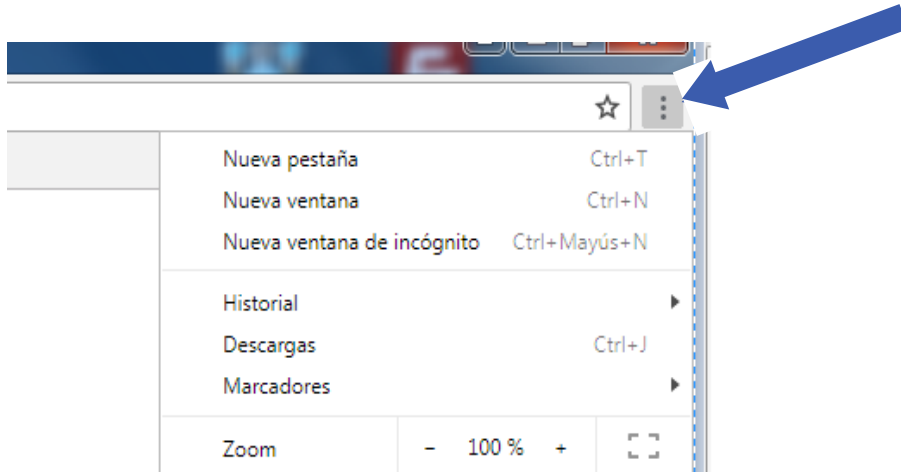 Nueva pestaña Ctrl+T
Nueva ventana Ctrl+N
Nueva ventana de incógnito Ctrl+Mayús+N
Historial
Descargas Ctrl+J
Marcadores
Zoom - 100 % +